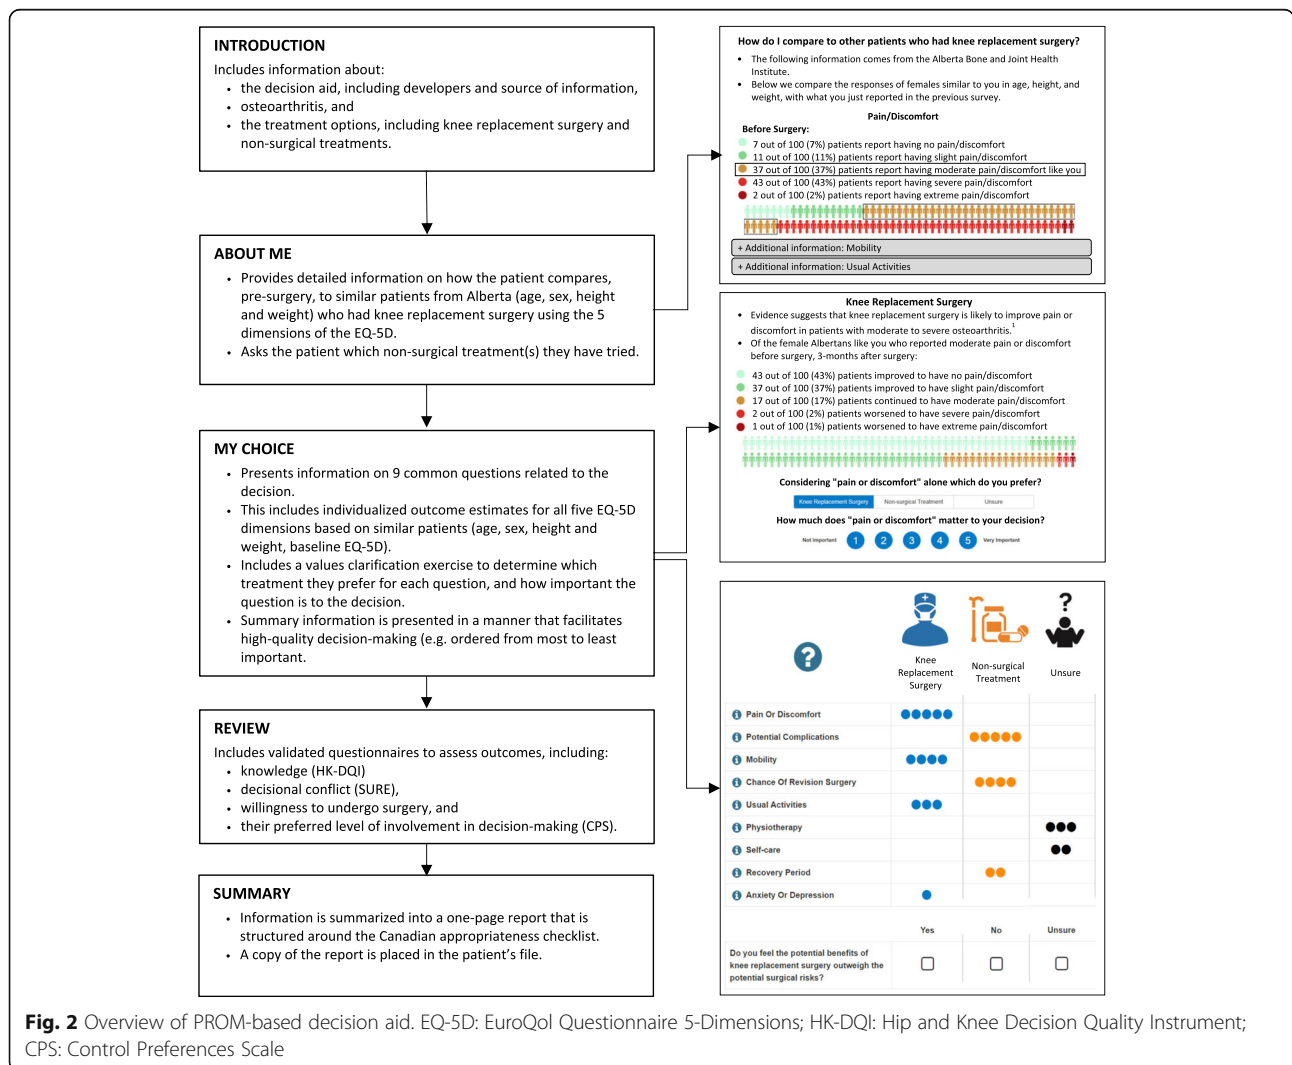 INTRODUCTION
Includes information about:
• the decision aid, including developers and source of information,
• osteoarthritis, and
• the treatment options, including knee replacement surgery and
non-surgical treatments.
ABOUT ME
• Provides detailed information on how the patient compares,
pre-surgery, to similar patients from Alberta (age, sex, height
and weight) who had knee replacement surgery using the 5
dimensions of the EQ-5D.
• Asks the patient which non-surgical treatment(s) they have tried.
MY CHOICE
• Presents information on 9 common questions related to the
decision.
• This includes individualized outcome estimates for all five EQ-5D
dimensions based on similar patients (age, sex, height and
weight, baseline EQ-5D).
• Includes a values clarification exercise to determine which
treatment they prefer for each question, and how important the
question is to the decision.
• Summary information is presented in a manner that facilitates
high-quality decision-making (e.g. ordered from most to least
important.
REVIEW
Includes validated questionnaires to assess outcomes, including:
• knowledge (HK-DQI)
• decisional conflict (SURE),
• willingness to undergo surgery, and
• their preferred level of involvement in decision-making (CPS).
SUMMARY
• Information is summarized into a one-page report that is
structured around the Canadian appropriateness checklist.
• A copy of the report is placed in the patient's file.
How do I compare to other patients who had knee replacement surgery?
• The following information comes from the Alberta Bone and Joint Health
Institute.
• Below we compare the responses of females similar to you in age, height, and
weight, with what you just reported in the previous survey.
Pain/Discomfort
Before Surgery:
7 out of 100 (7%) patients report having no pain/discomfort
11 out of 100 (11%) patients report having slight pain/discomfort
37 out of 100 (37%) patients report having moderate pain/discomfort like you
43 out of 100 (43%) patients report having severe pain/discomfort
2 out of 100 (2%) patients report having extreme pain/discomfort
+ Additional information: Mobility
+ Additional information: Usual Activities
Knee Replacement Surgery
• Evidence suggests that knee replacement surgery is likely to improve pain or
discomfort in patients with moderate to severe osteoarthritis.1
• Of the female Albertans like you who reported moderate pain or discomfort
before surgery, 3-months after surgery:
43 out of 100 (43%) patients improved to have no pain/discomfort
37 out of 100 (37%) patients improved to have slight pain/discomfort
17 out of 100 (17%) patients continued to have moderate pain/discomfort
2 out of 100 (2%) patients worsened to have severe pain/discomfort
1 out of 100 (1%) patients worsened to have extreme pain/discomfort
Considering "pain or discomfort" alone which do you prefer?
Knee Replacement Surgery Non-surgical Treatment Unsure
How much does "pain or discomfort" matter to your decision?
Not Important 1 2 3 4 5 Very Important
?
?
Knee
Replacement
Surgery
Non-surgical
Treatment
Unsure
Pain Or Discomfort
Potential Complications
Mobility
Chance Of Revision Surgery
Usual Activities
Physiotherapy
Self-care
Recovery Period
Anxiety Or Depression
Yes No Unsure
Do you feel the potential benefits of
knee replacement surgery outweigh the
potential surgical risks?
Fig. 2 Overview of PROM-based decision aid. EQ-5D: EuroQol Questionnaire 5-Dimensions; HK-DQI: Hip and Knee Decision Quality Instrument;
CPS: Control Preferences Scale